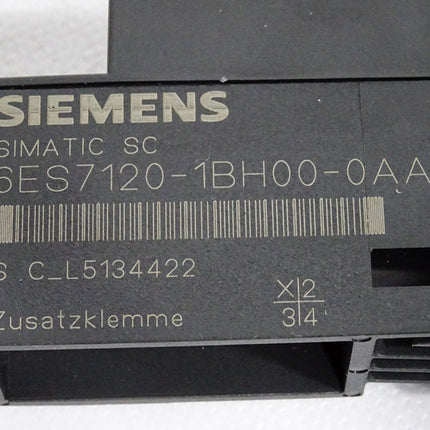 SIEMENS
SIMATIC SC
6ES7120-1BH00-0AA
S C_L5134422
Zusatzklemme
X 2
3 4